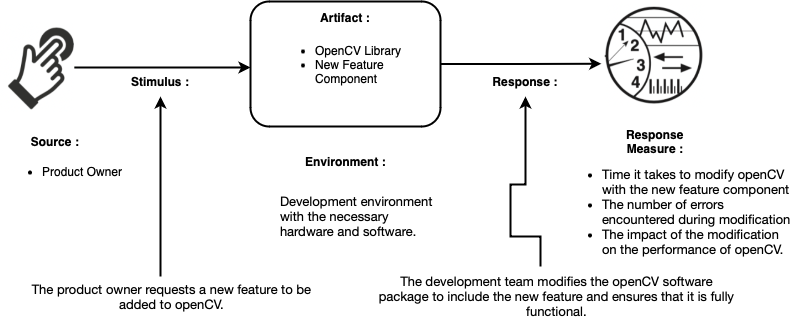 Artifact :
• OpenCV Library
• New Feature
Component
Stimulus :
Response :
1
2
3
4
Source :
• Product Owner
Environment :
Development environment
with the necessary
hardware and software.
Response
Measure :
• Time it takes to modify openCV
with the new feature component
• The number of errors
encountered during modification
• The impact of the modification
on the performance of openCV.
The product owner requests a new feature to be
added to openCV.
The development team modifies the openCV software
package to include the new feature and ensures that it is fully
functional.